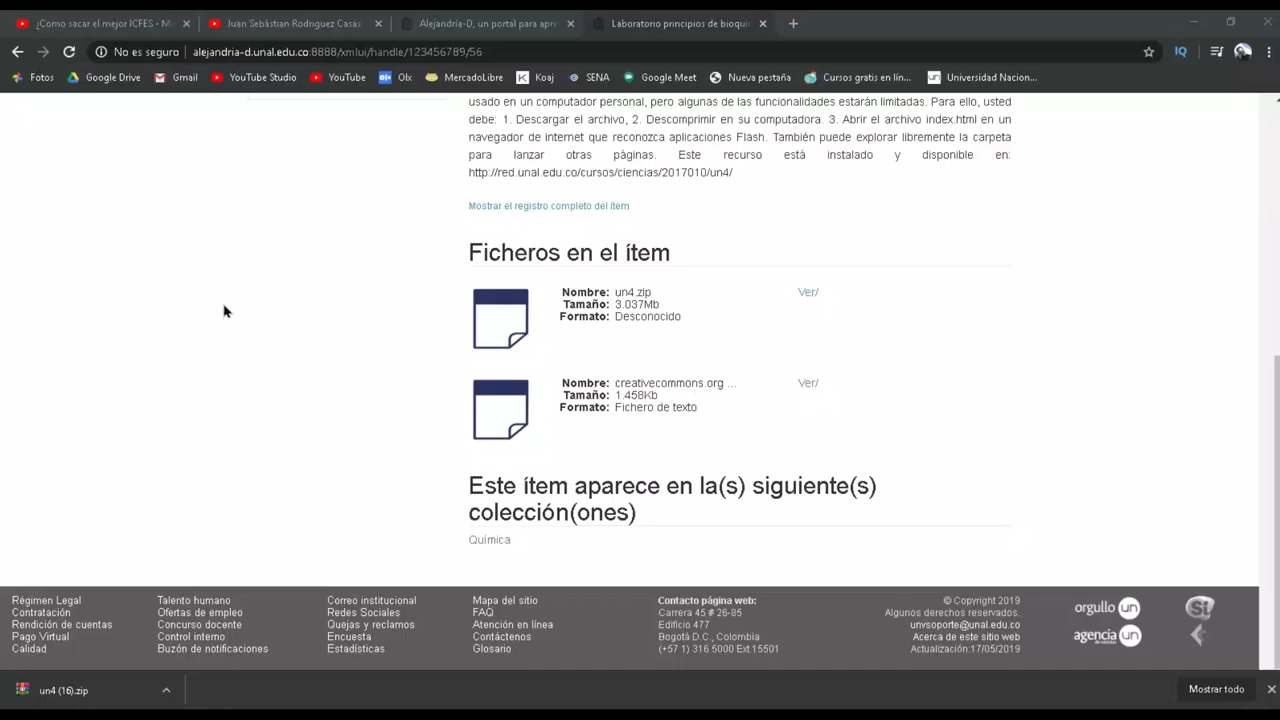 ¿Como sacar el mejor ICFES - M
Juan Sebástian Rodriguez Casas
Alejandría-D, un portal para apre
Laboratorio principios de bioquí
No es seguro
alejandria-d.unal.edu.co:8888/xmlui/handle/123456789/56
IQ
Fotos
Google Drive
Gmail
YouTube Studio
YouTube
Olx
MercadoLibre
Koaj
SENA
Google Meet
Nueva pestaña
Cursos gratis en lín...
Universidad Nacion...
usado en un computador personal, pero algunas de las funcionalidades estarán limitadas. Para ello, usted
debe: 1. Descargar el archivo, 2. Descomprimir en su computadora. 3. Abrir el archivo index.html en un
navegador de internet que reconozca aplicaciones Flash. También puede explorar libremente la carpeta
para lanzar otras páginas. Este recurso está instalado y disponible en:
http://red.unal.edu.co/cursos/ciencias/2017010/un4/
Mostrar el registro completo del ítem
Ficheros en el ítem
Nombre: un4.zip
Tamaño: 3.037Mb
Formato: Desconocido
Ver/
Nombre: creativecommons.org ...
Tamaño: 1.458Kb
Formato: Fichero de texto
Ver/
Este ítem aparece en la(s) siguiente(s)
colección(ones)
Química
Régimen Legal
Contratación
Rendición de cuentas
Pago Virtual
Calidad
Talento humano
Ofertas de empleo
Concurso docente
Control interno
Buzón de notificaciones
Correo institucional
Redes Sociales
Quejas y reclamos
Encuesta
Estadísticas
Mapa del sitio
FAQ
Atención en línea
Contáctenos
Glosario
Contacto página web:
Carrera 45 # 26-85
Edificio 477
Bogotá D.C., Colombia
(+57 1) 316 5000 Ext.15501
© Copyright 2019
Algunos derechos reservados.
unvsoporte@unal.edu.co
Acerca de este sitio web
Actualización:17/05/2019
orgullo un
agencia un
Sí
un4 (16).zip
Mostrar todo